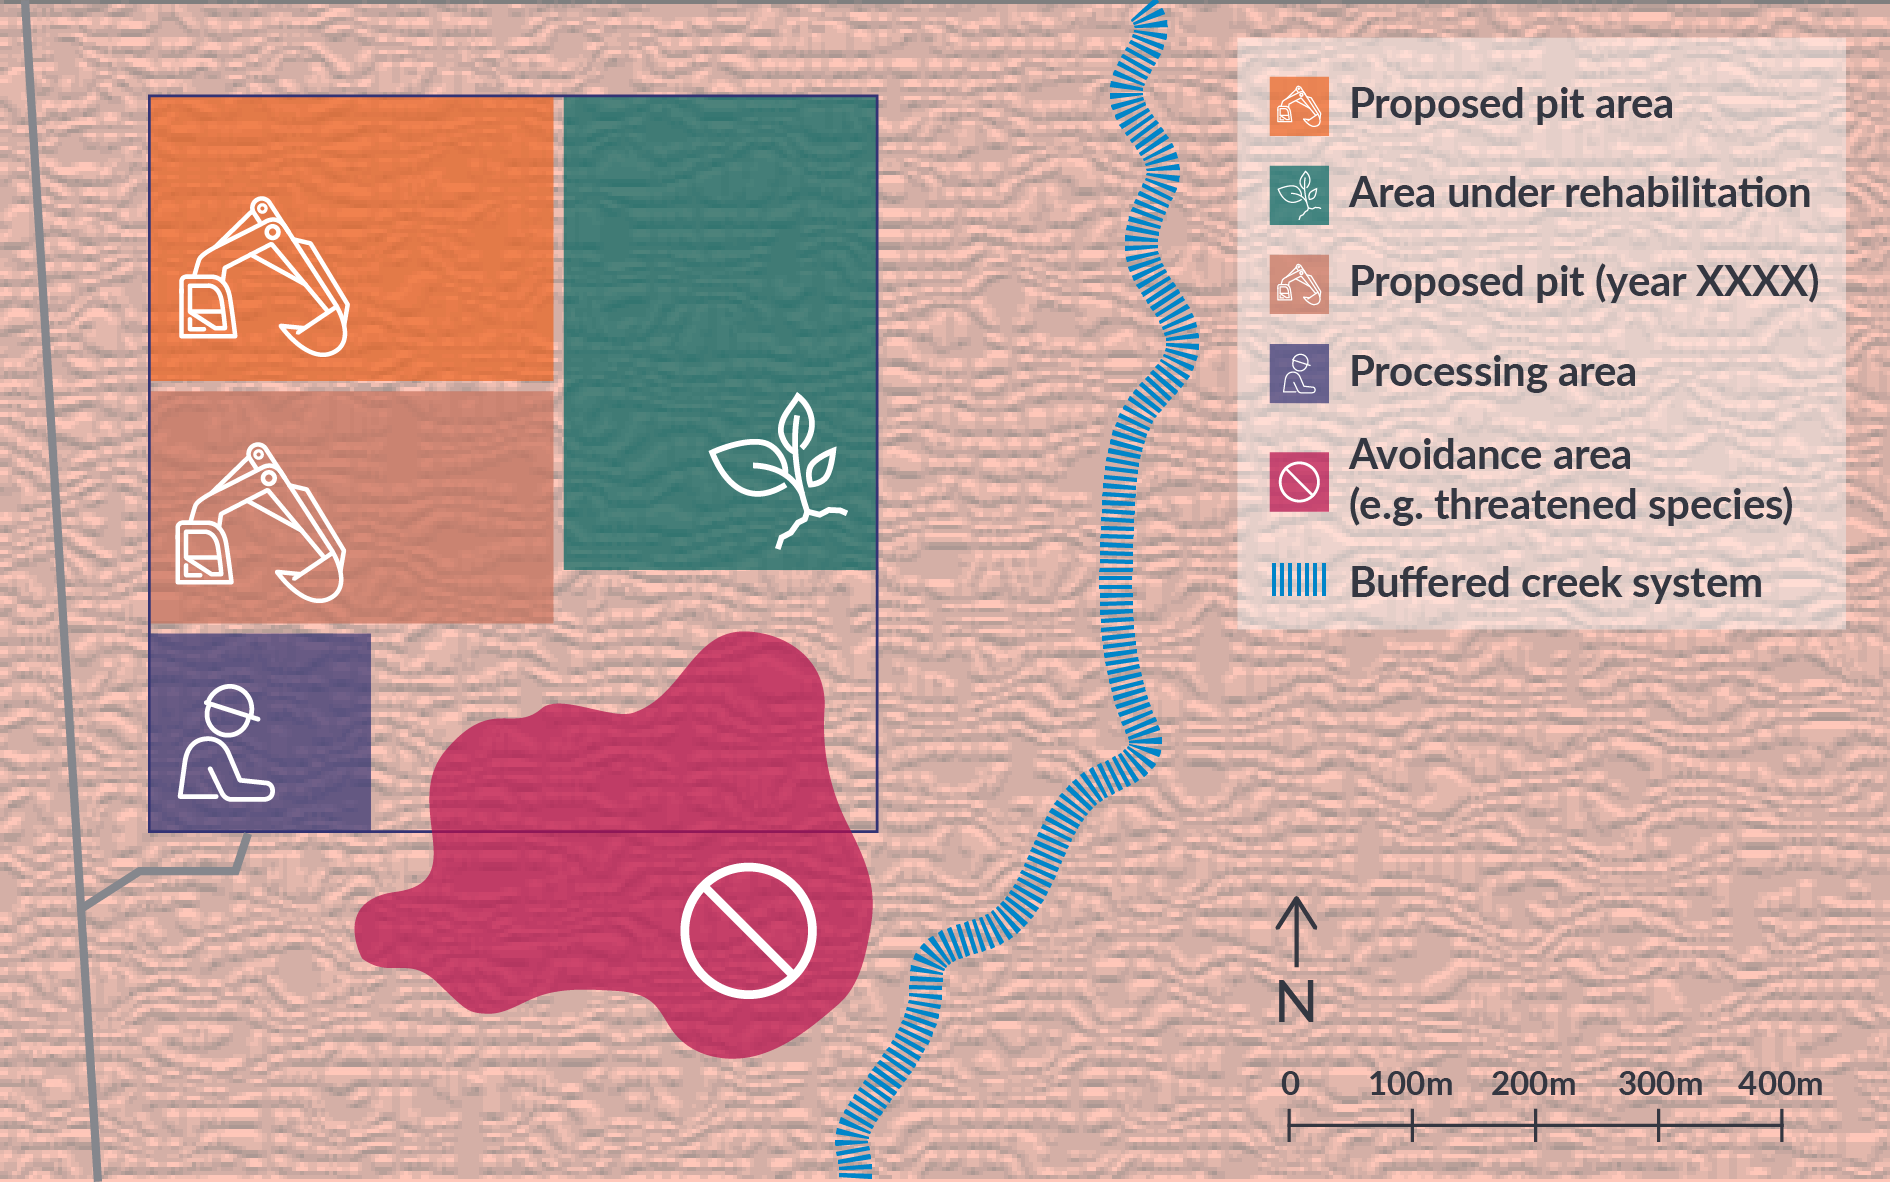 Proposed pit area
Area under rehabilitation
Proposed pit (year XXXX)
Processing area
Avoidance area
(e.g. threatened species)
Buffered creek system
N
0 100m 200m 300m 400m